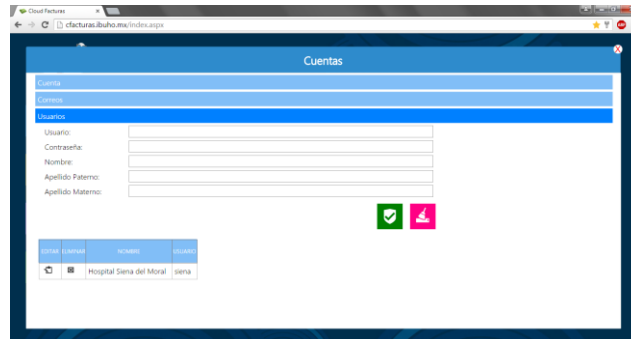 Cloud Facturas
cfacturas.ibuho.mx/index.aspx
Cuentas
Cuenta
Correos
Usuarios
Usuario:
Contraseña:
Nombre:
Apellido Paterno:
Apellido Materno:
EDITAR ELIMINAR NOMBRE USUARIO
Hospital Siena del Moral siena